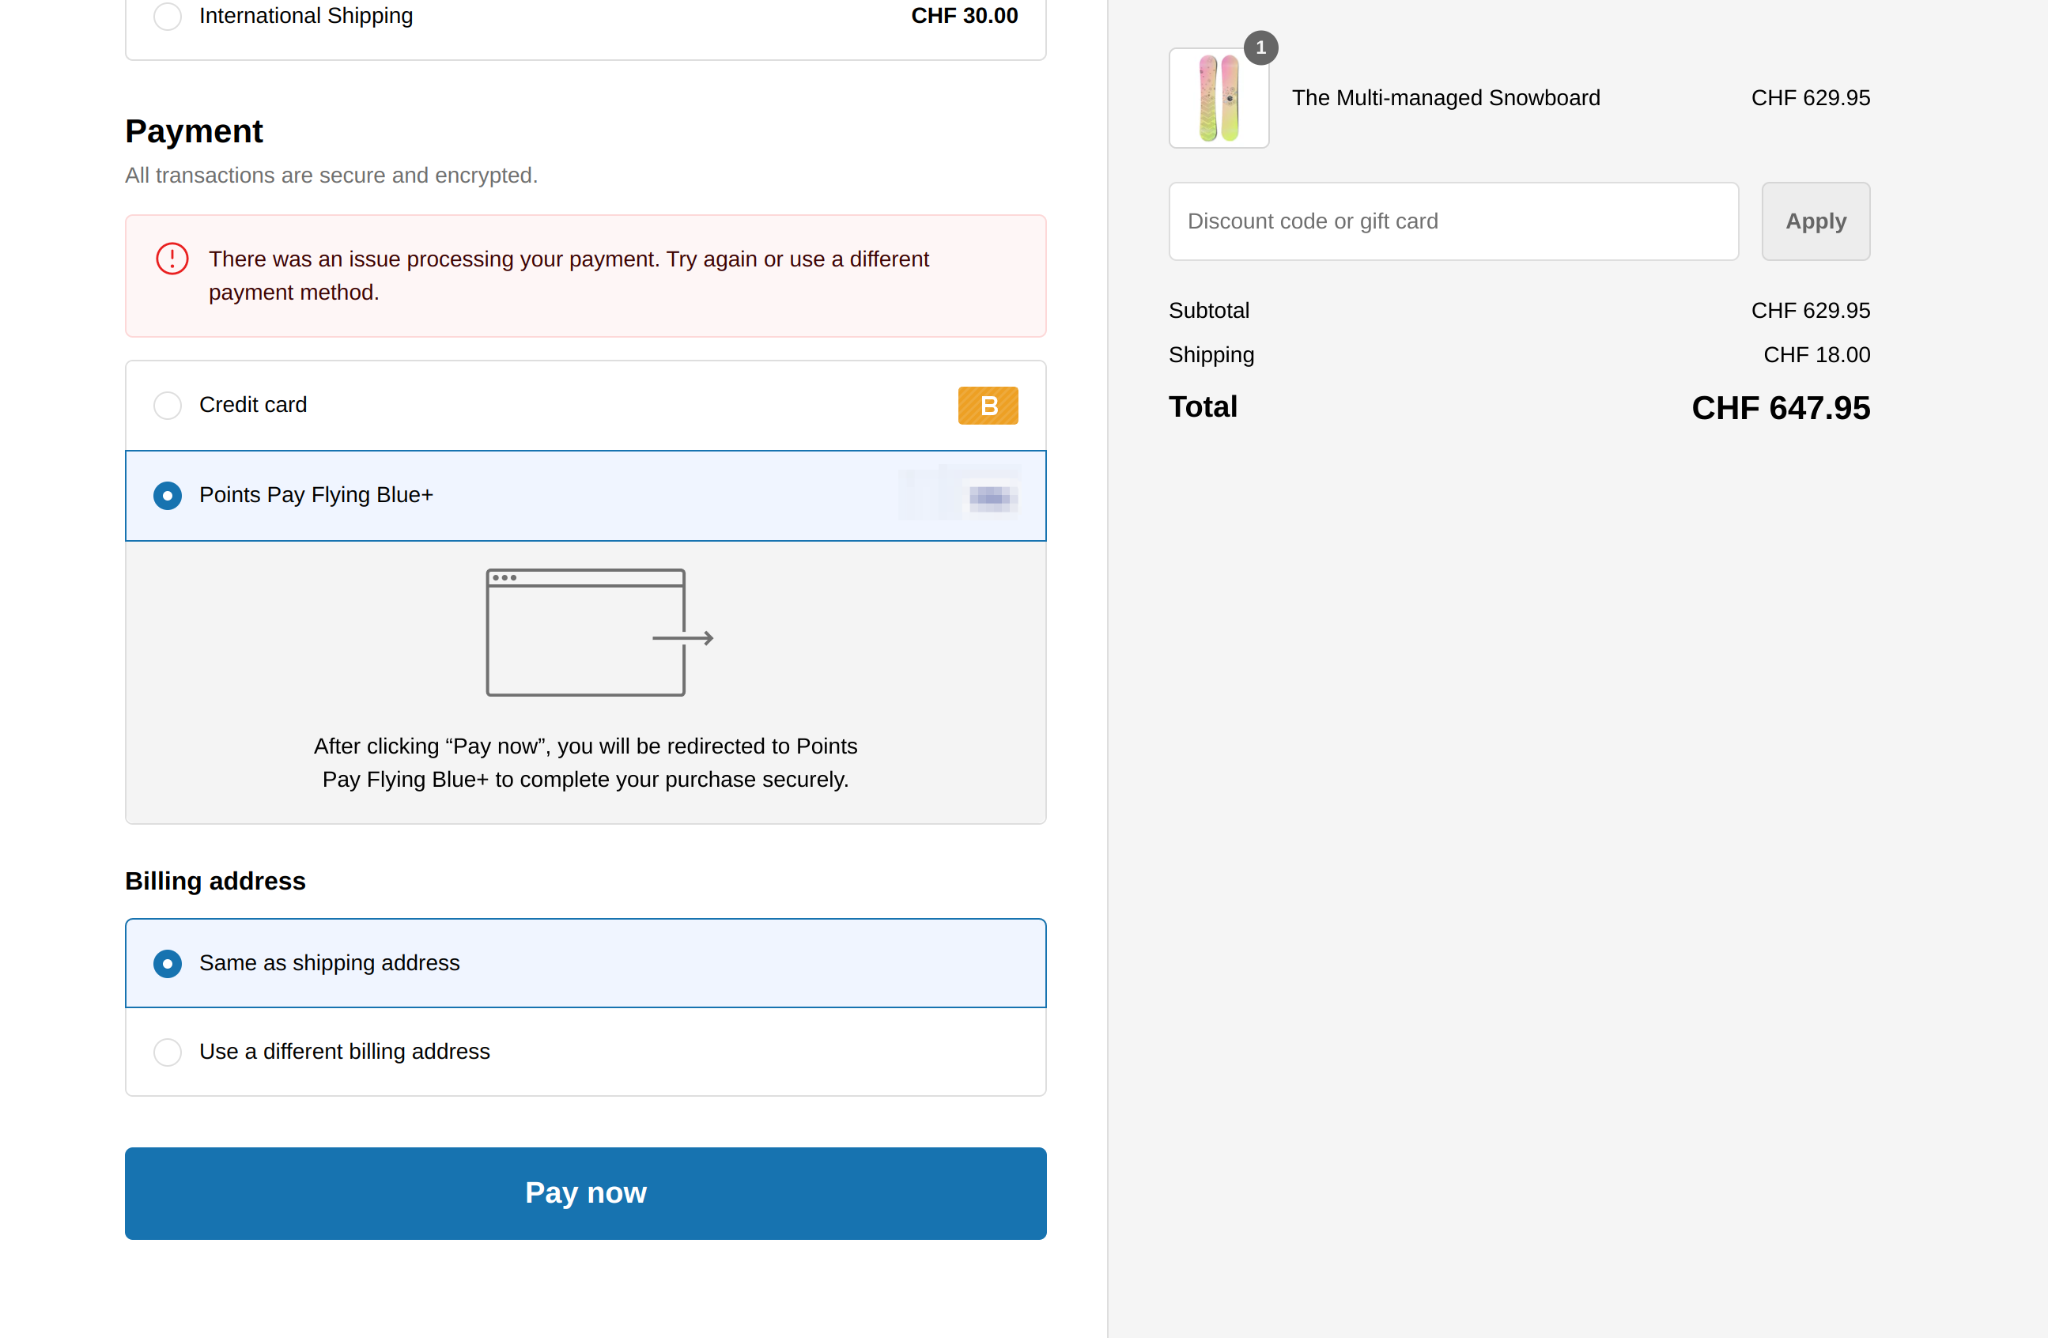 International Shipping CHF 30.00
Payment
All transactions are secure and encrypted.
There was an issue processing your payment. Try again or use a different
payment method.
Credit card B
Points Pay Flying Blue+
After clicking “Pay now”, you will be redirected to Points
Pay Flying Blue+ to complete your purchase securely.
Billing address
Same as shipping address
Use a different billing address
Pay now
1
The Multi-managed Snowboard CHF 629.95
Discount code or gift card Apply
Subtotal CHF 629.95
Shipping CHF 18.00
Total CHF 647.95